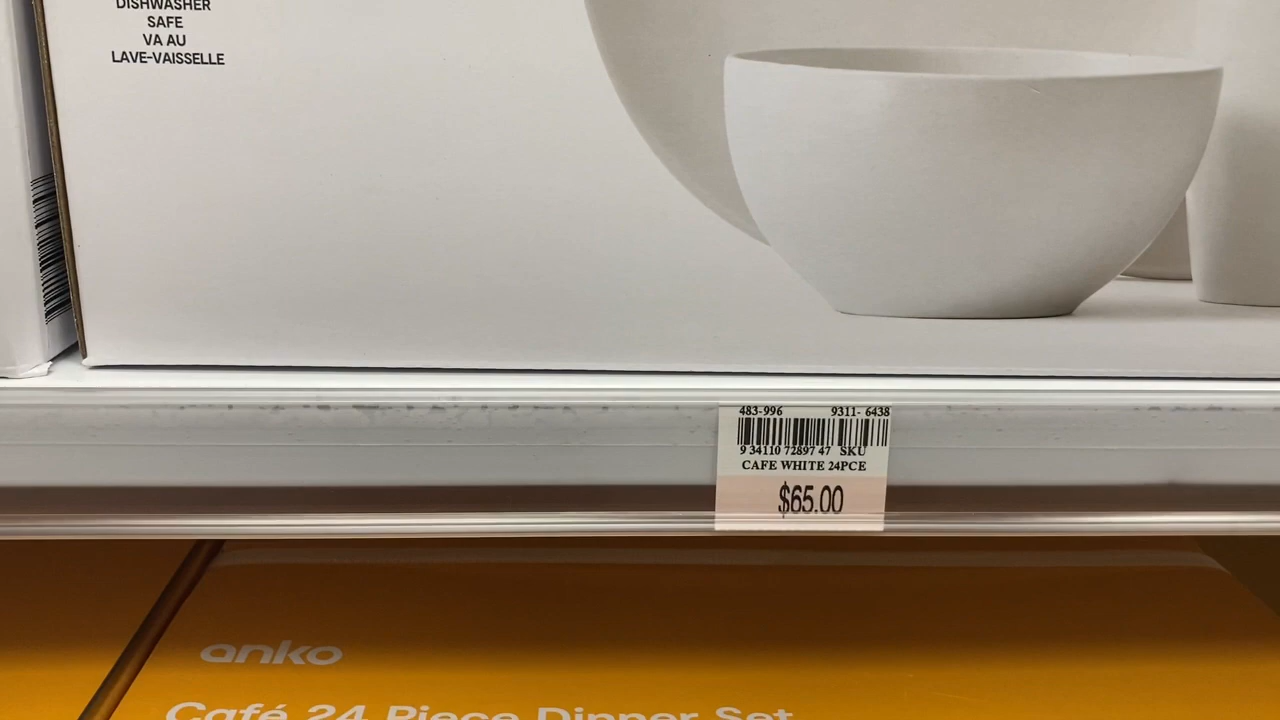 DISHWASHER
SAFE
VA AU
LAVE-VAISSELLE
483-996 9311- 6438
9 34110 72897 47 SKU
CAFE WHITE 24PCE
$65.00
anko
Café 24 Piece Dinner Set